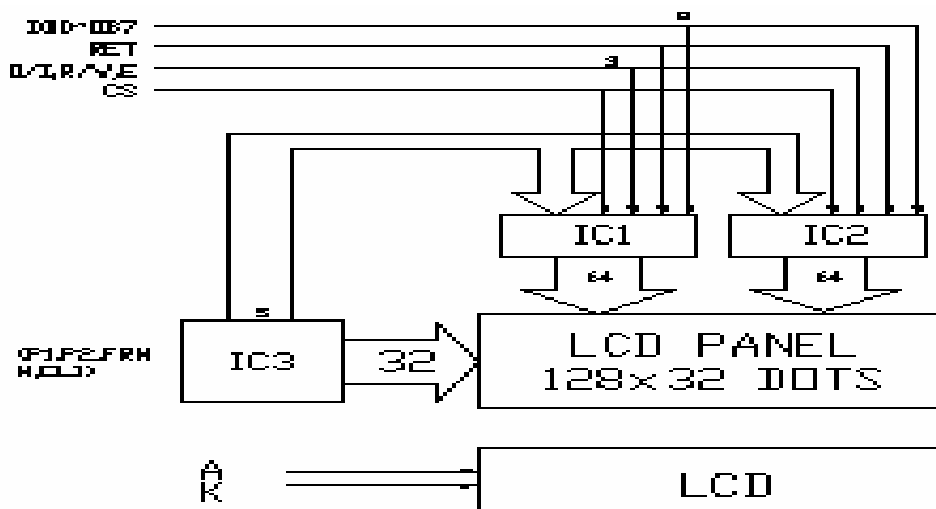 RET
D/I,R/W,E
CS
3
IC1
IC2
64
64
5
IC3
32
LCD PANEL
128x32 DOTS
A
K
LCD